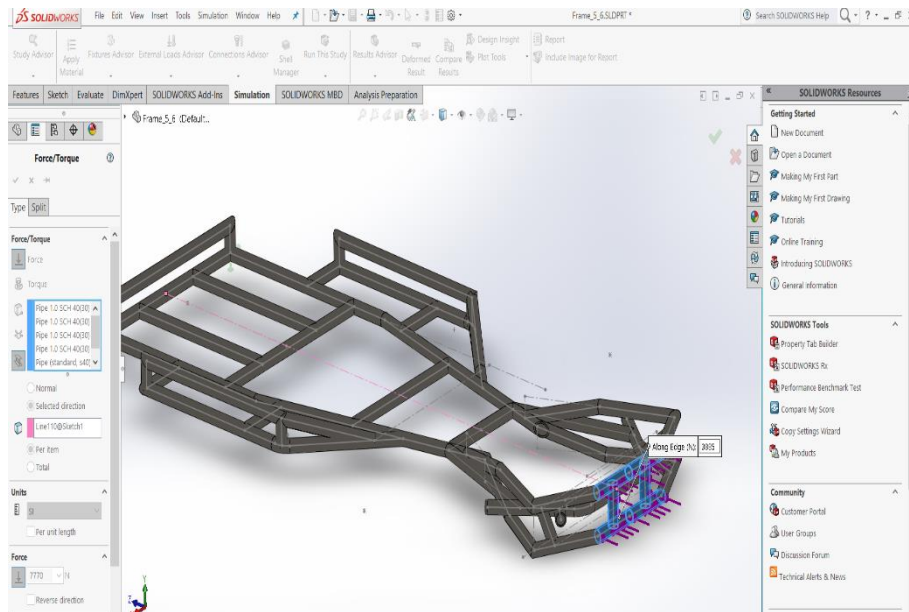 SOLIDWORKS
File Edit View Insert Tools Simulation Window Help
Frame_5_6.SLDPRT *
Search SOLIDWORKS Help
Study Advisor
Apply Material
Fixtures Advisor
External Loads Advisor
Connections Advisor
Shell Manager
Run This Study
Results Advisor
Deformed Result
Compare Results
Design Insight
Plot Tools
Report
Include Image for Report
Features Sketch Evaluate DimXpert SOLIDWORKS Add-Ins Simulation SOLIDWORKS MBD Analysis Preparation
Frame_5_6 (Default...
Force/Torque
Type Split
Force/Torque
Force
Torque
Pipe 1.0 SCH 40(30)
Pipe 1.0 SCH 40(30)
Pipe 1.0 SCH 40(30)
Pipe 1.0 SCH 40(30)
Pipe (standard, s40)
Normal
Selected direction
Line110@Sketch1
Per item
Total
Units
SI
Per unit length
Force
7770 N
Reverse direction
Along Edge (N):
Y
Z
SOLIDWORKS Resources
Getting Started
New Document
Open a Document
Making My First Part
Making My First Drawing
Tutorials
Online Training
Introducing SOLIDWORKS
General Information
SOLIDWORKS Tools
Property Tab Builder
SOLIDWORKS Rx
Performance Benchmark Test
Compare My Score
Copy Settings Wizard
My Products
Community
Customer Portal
User Groups
Discussion Forum
Technical Alerts & News